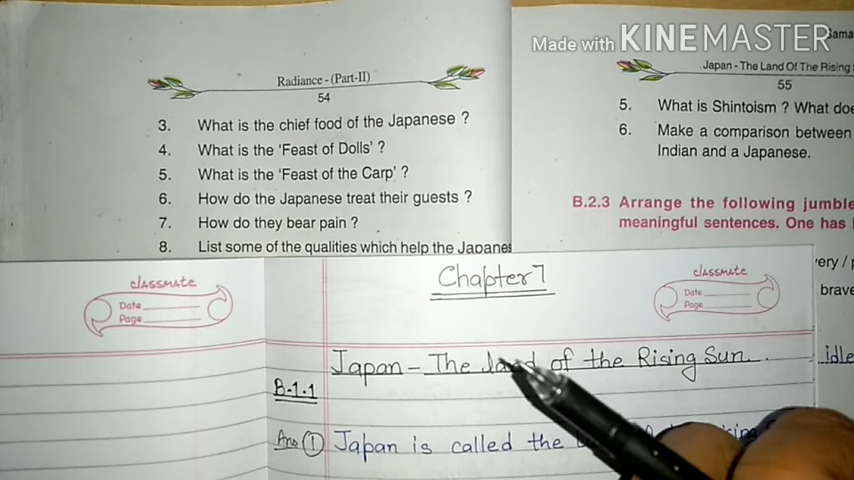 Made with KINEMASTER
Radiance - (Part-II)
54
3. What is the chief food of the Japanese ?
4. What is the 'Feast of Dolls' ?
5. What is the 'Feast of the Carp' ?
6. How do the Japanese treat their guests ?
7. How do they bear pain ?
8. List some of the qualities which help the Japanes
Japan - The Land Of The Rising
55
5. What is Shintoism ? What doe
6. Make a comparison between
Indian and a Japanese.
B.2.3 Arrange the following jumble
meaningful sentences. One has
very / p
brave
idle
classmate
Date
Page
Chapter 7
classmate
Date
Page
Japan - The land of the Rising Sun.
B-1.1
Ans ① Japan is called the